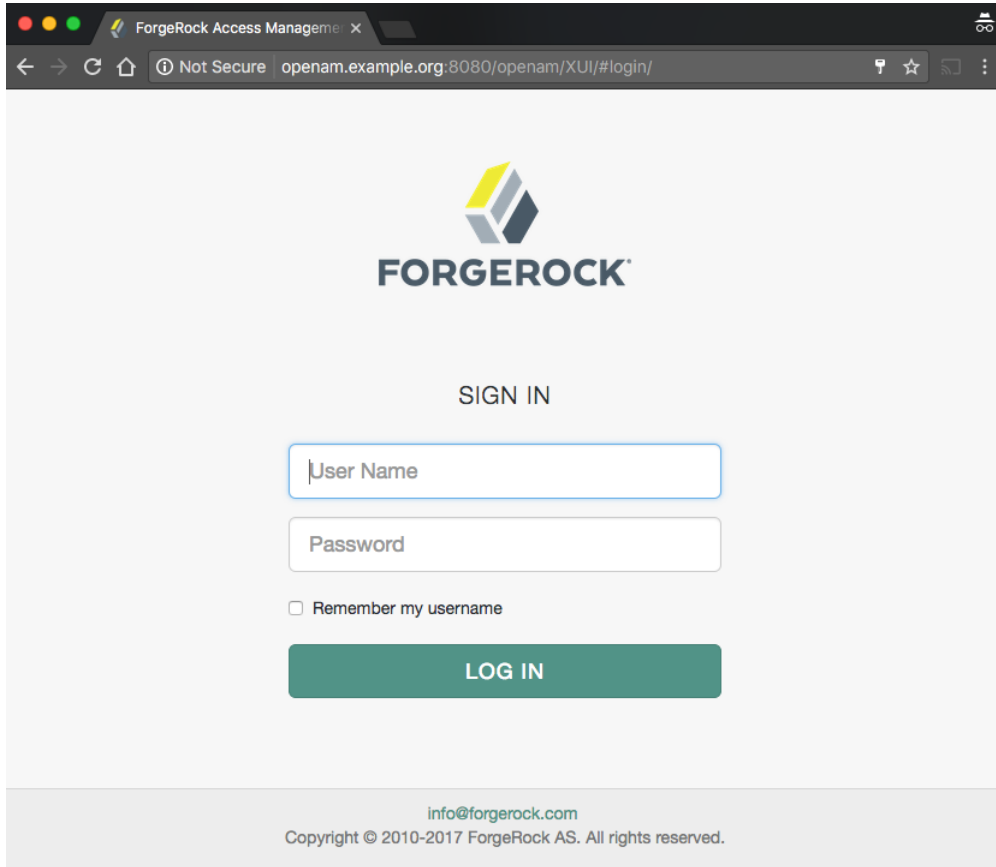 ForgeRock Access Managemen
Not Secure openam.example.org:8080/openam/XUI/#login/
FORGEROCK
SIGN IN
User Name
Password
Remember my username
LOG IN
info@forgerock.com
Copyright © 2010-2017 ForgeRock AS. All rights reserved.